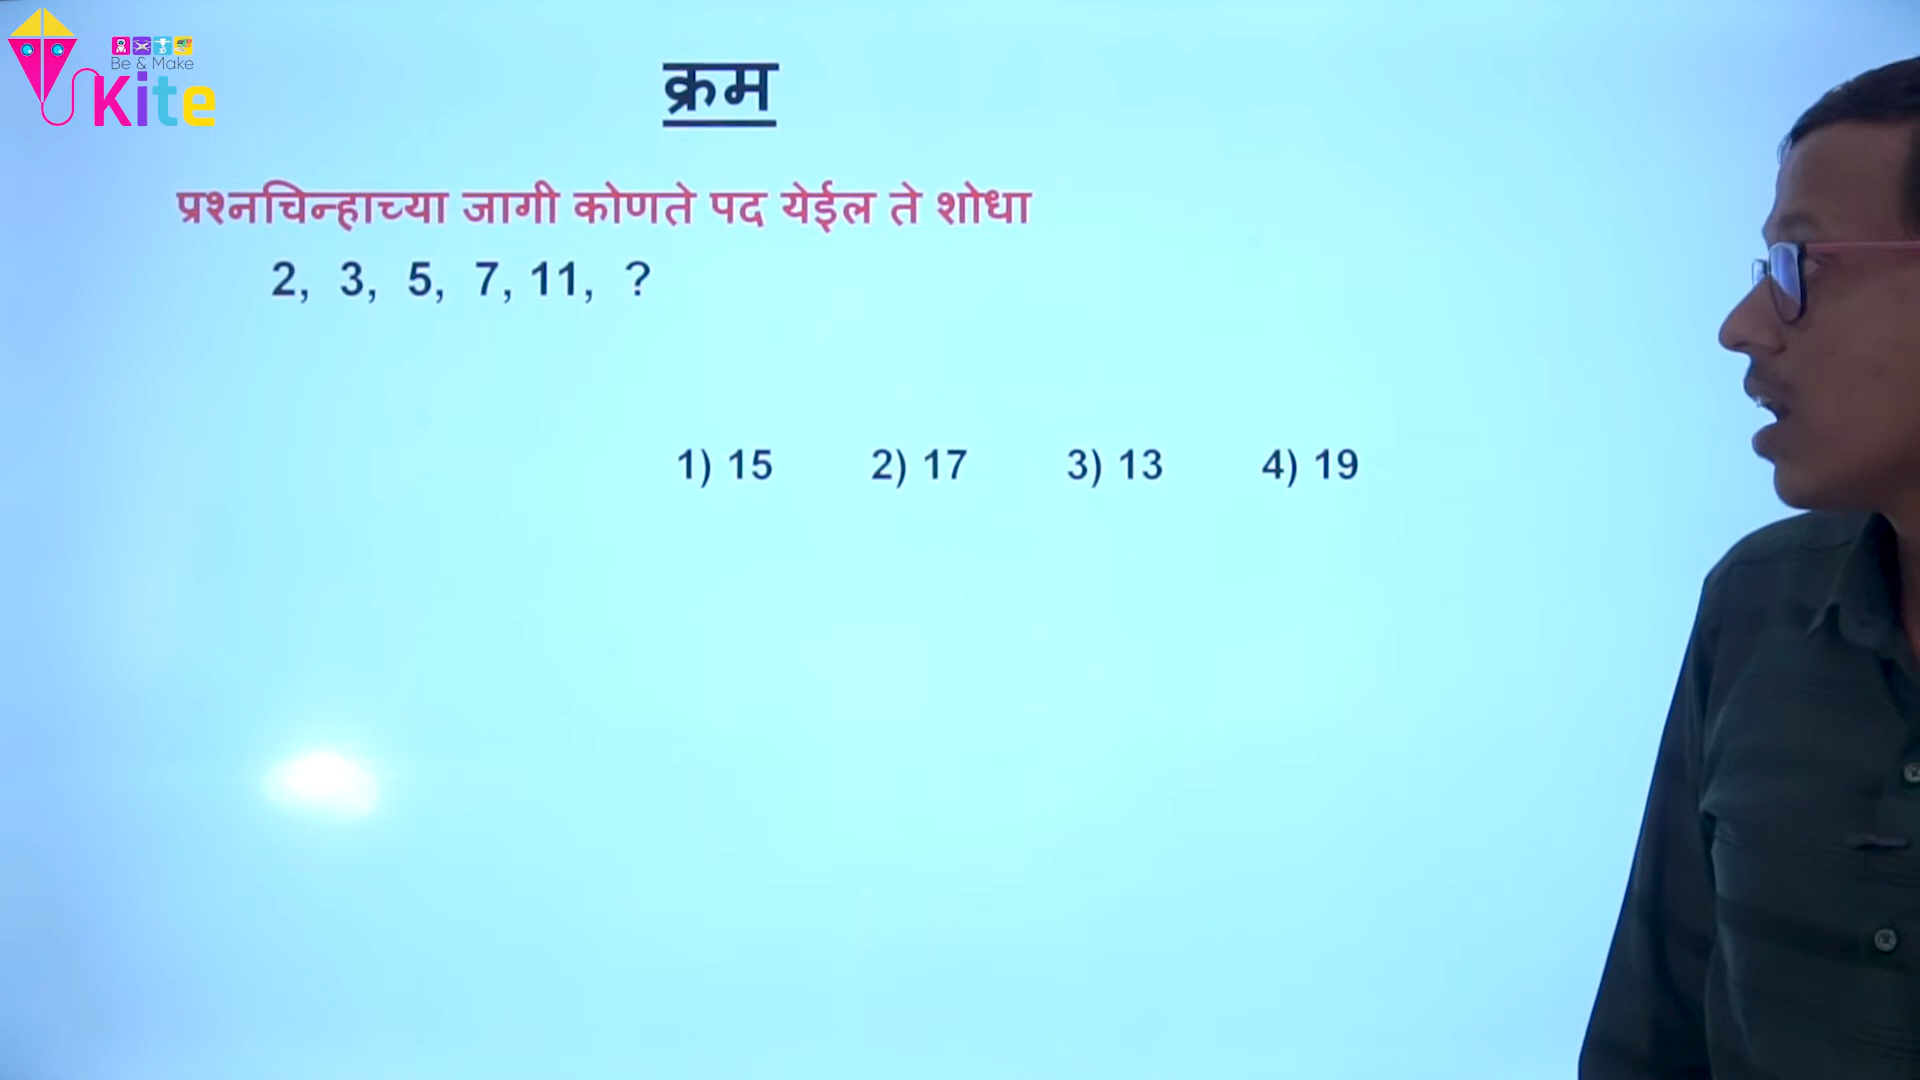 Be & Make
Kite
क्रम
प्रश्नचिन्हाच्या जागी कोणते पद येईल ते शोधा
2, 3, 5, 7, 11, ?
1) 15 2) 17 3) 13 4) 19